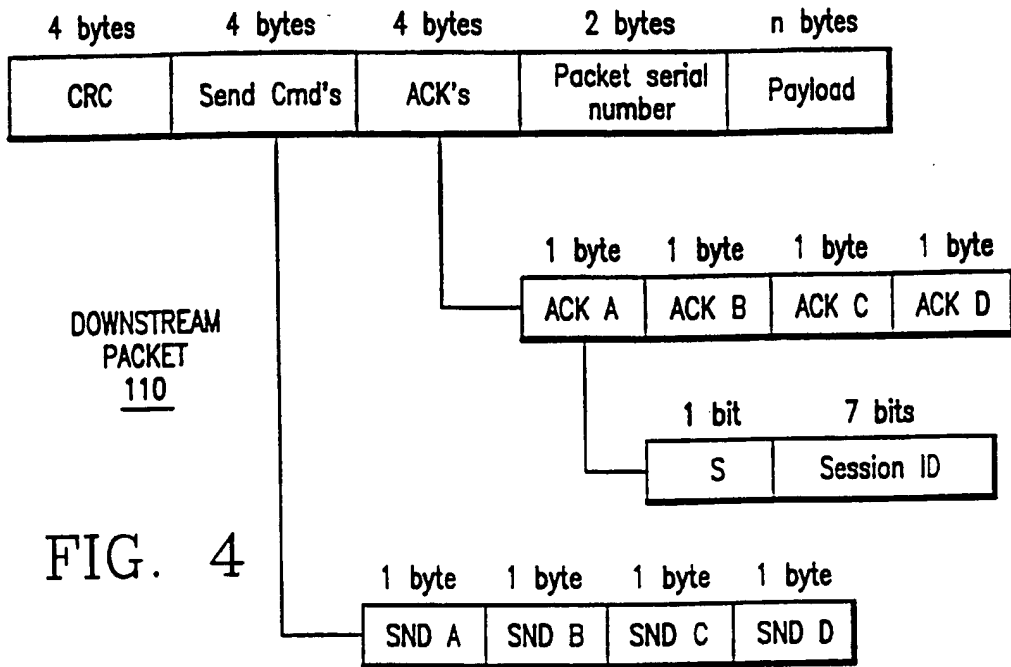 4 bytes 4 bytes 4 bytes 2 bytes n bytes
CRC Send Cmd's ACK's Packet serial number Payload
1 byte 1 byte 1 byte 1 byte
ACK A ACK B ACK C ACK D
DOWNSTREAM
PACKET
110
1 bit 7 bits
S Session ID
FIG. 4
1 byte 1 byte 1 byte 1 byte
SND A SND B SND C SND D